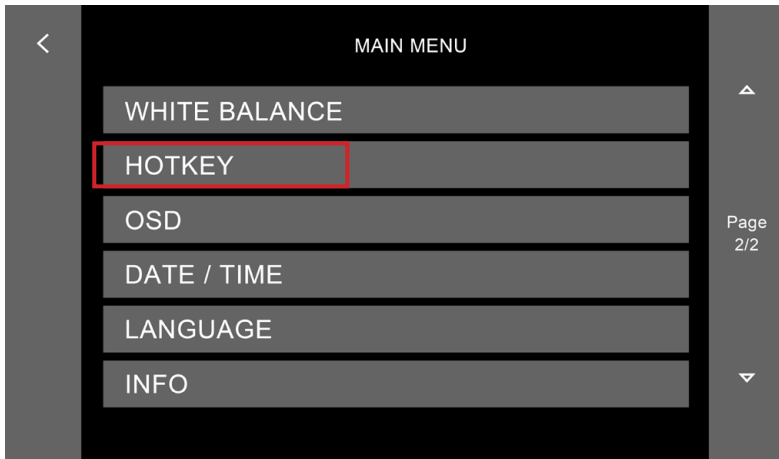 MAIN MENU
WHITE BALANCE
HOTKEY
OSD
DATE / TIME
LANGUAGE
INFO
Page
2/2